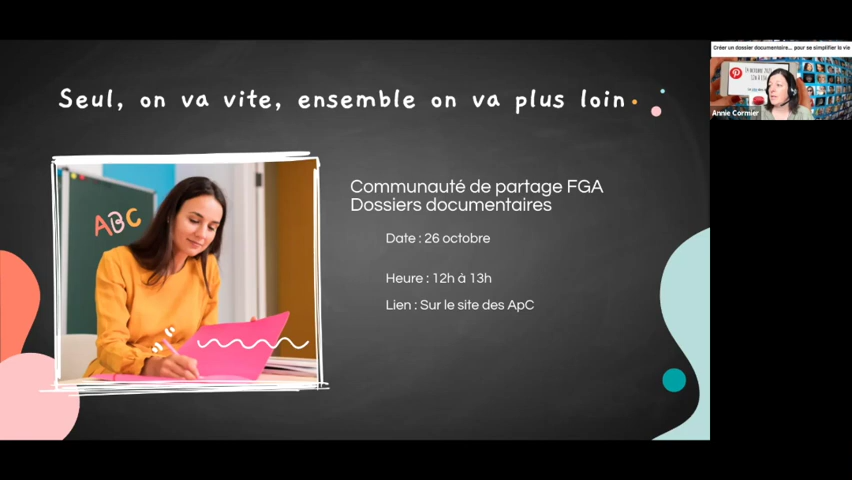 Créer un dossier documentaire... pour se simplifier la vie
Annie Cormier
Seul, on va vite, ensemble on va plus loin
ABC
Communauté de partage FGA
Dossiers documentaires
Date : 26 octobre
Heure : 12h à 13h
Lien : Sur le site des ApC